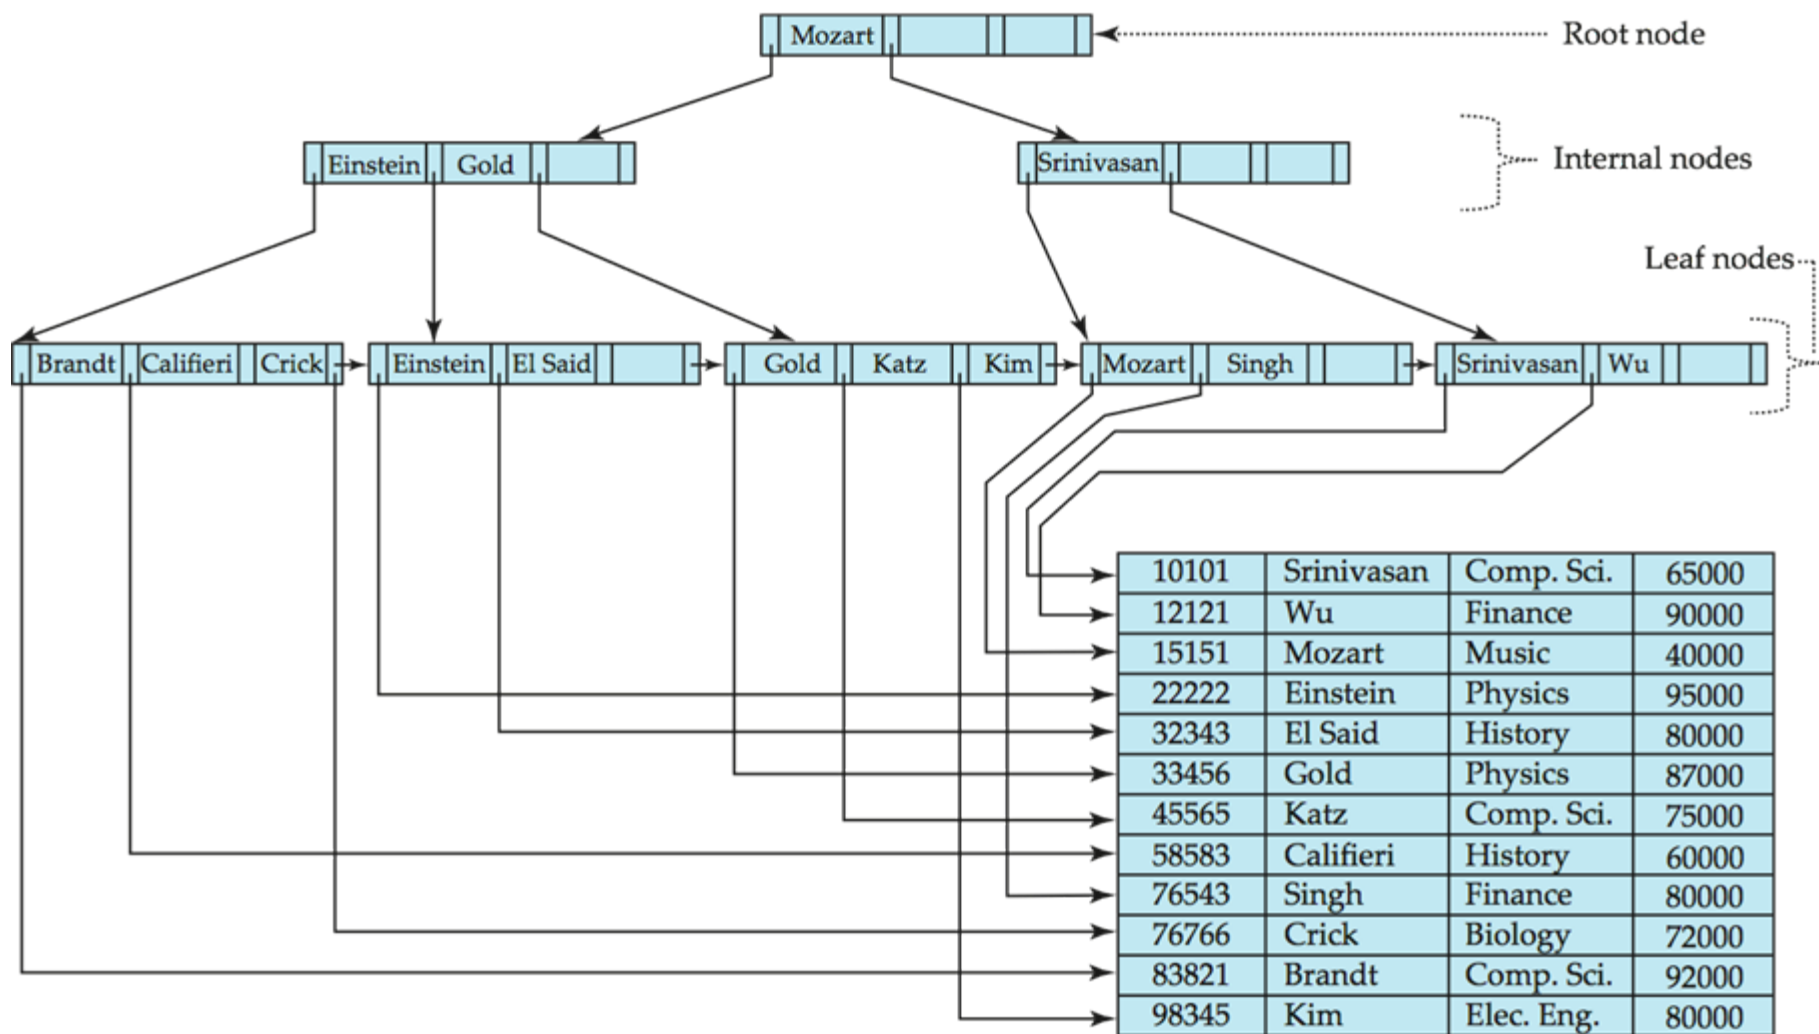 Mozart
Root node
Einstein Gold
Srinivasan
Internal nodes
Leaf nodes
Brandt Califieri Crick
Einstein El Said
Gold Katz Kim
Mozart Singh
Srinivasan Wu
10101 Srinivasan Comp. Sci. 65000
12121 Wu Finance 90000
15151 Mozart Music 40000
22222 Einstein Physics 95000
32343 El Said History 80000
33456 Gold Physics 87000
45565 Katz Comp. Sci. 75000
58583 Califieri History 60000
76543 Singh Finance 80000
76766 Crick Biology 72000
83821 Brandt Comp. Sci. 92000
98345 Kim Elec. Eng. 80000